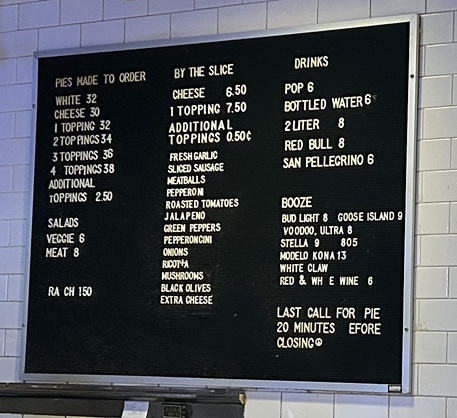 PIES MADE TO ORDER
WHITE 32
CHEESE 30
1 TOPPING 32
2 TOPPINGS 34
3 TOPPINGS 36
4 TOPPINGS 38
ADDITIONAL
TOPPINGS 2.50
SALADS
VEGGIE 6
MEAT 8
RA CH 150
BY THE SLICE
CHEESE 6.50
1 TOPPING 7.50
ADDITIONAL
TOPPINGS 0.50¢
FRESH GARLIC
SLICED SAUSAGE
MEATBALLS
PEPPERONI
ROASTED TOMATOES
JALAPENO
GREEN PEPPERS
PEPPERONCINI
ONIONS
RICOTTA
MUSHROOMS
BLACK OLIVES
EXTRA CHEESE
DRINKS
POP 6
BOTTLED WATER 6
2 LITER 8
RED BULL 8
SAN PELLEGRINO 6
BOOZE
BUD LIGHT 8 GOOSE ISLAND 9
VOODOO, ULTRA 8
STELLA 9 805
MODELO KONA 13
WHITE CLAW
RED & WH E WINE 6
LAST CALL FOR PIE
20 MINUTES EFORE
CLOSING